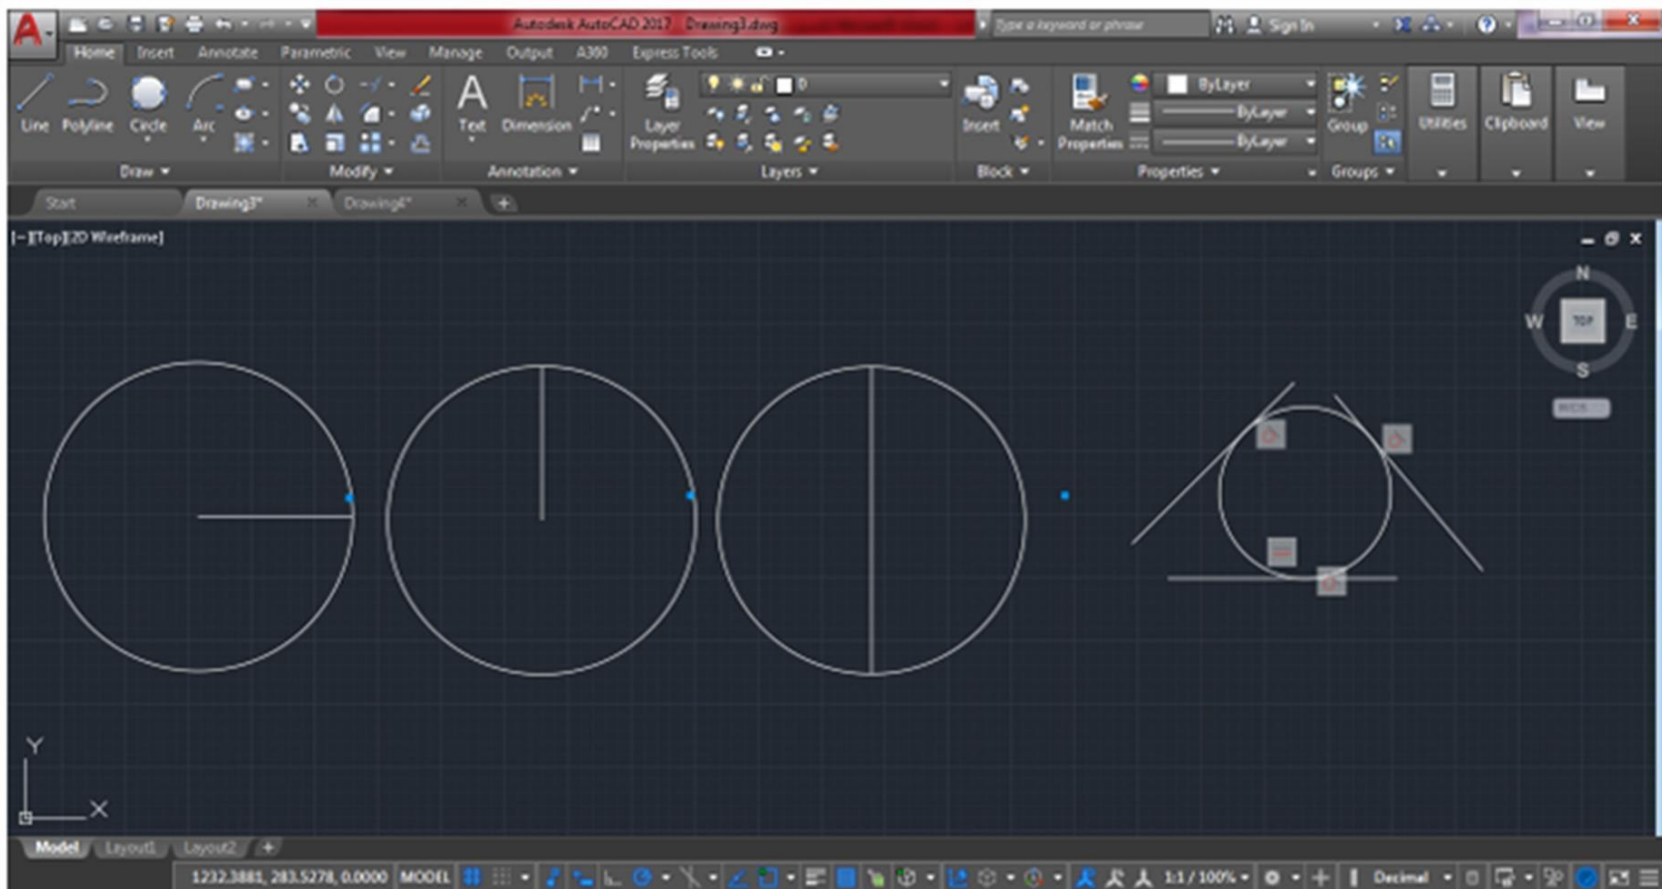 Autodesk AutoCAD 2017 Drawing3.dwg
Type a keyword or phrase
Sign In
Home Insert Annotate Parametric View Manage Output A360 Express Tools
0
ByLayer
Line Polyline Circle Arc Text Dimension Layer Properties Insert Match Properties Group Utilities Clipboard View
ByLayer
ByLayer
Draw Modify Annotation Layers Block Properties Groups
Start Drawing3* Drawing4*
[−][Top][2D Wireframe]
N
W TOP E
S
Y
X
Model Layout1 Layout2
1232.3881, 283.5278, 0.0000 MODEL 1:1 / 100% Decimal